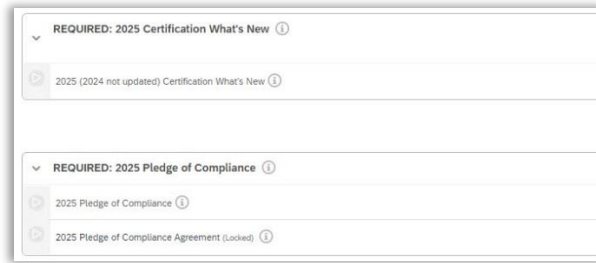 REQUIRED: 2025 Certification What's New
2025 (2024 not updated) Certification What's New
REQUIRED: 2025 Pledge of Compliance
2025 Pledge of Compliance
2025 Pledge of Compliance Agreement (Locked)